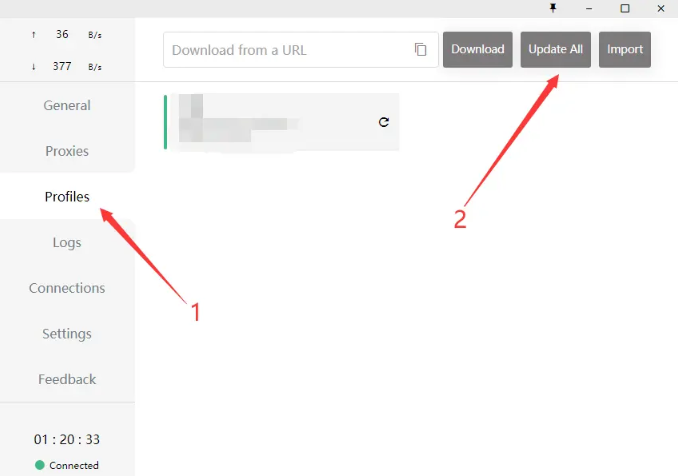 ↑ 36 B/s
↓ 377 B/s
Download from a URL
Download
Update All
Import
General
Proxies
Profiles
Logs
Connections
Settings
Feedback
1
2
01 : 20 : 33
Connected